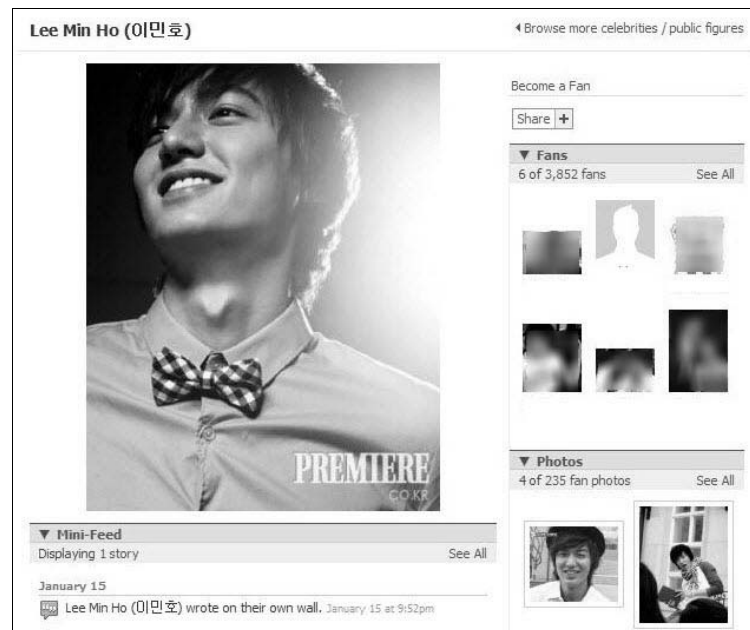 Lee Min Ho (이민호)
Browse more celebrities / public figures
PREMIERE
CO.KR
Mini-Feed
Displaying 1 story See All
January 15
Lee Min Ho (이민호) wrote on their own wall. January 15 at 9:52pm
Become a Fan
Share +
Fans
6 of 3,852 fans See All
Photos
4 of 235 fan photos See All